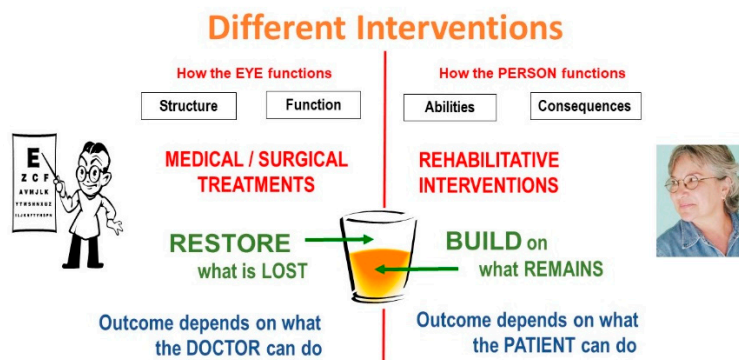 Different Interventions
How the EYE functions
Structure
Function
MEDICAL / SURGICAL
TREATMENTS
RESTORE
what is LOST
Outcome depends on what
the DOCTOR can do
How the PERSON functions
Abilities
Consequences
REHABILITATIVE
INTERVENTIONS
BUILD on
what REMAINS
Outcome depends on what
the PATIENT can do
E
Z C F